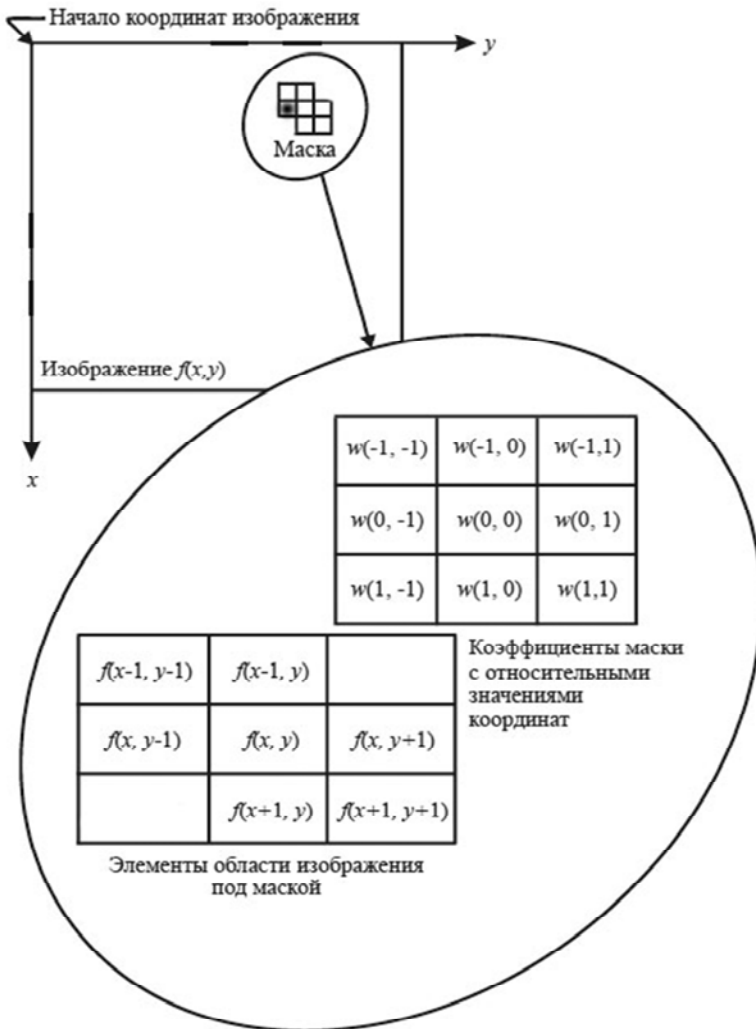 Начало координат изображения
y
Маска
Изображение f(x,y)
x
w(-1, -1) w(-1, 0) w(-1,1)
w(0, -1) w(0, 0) w(0, 1)
w(1, -1) w(1, 0) w(1,1)
Коэффициенты маски
с относительными
значениями
координат
f(x-1, y-1) f(x-1, y)
f(x, y-1) f(x, y) f(x, y+1)
f(x+1, y) f(x+1, y+1)
Элементы области изображения
под маской